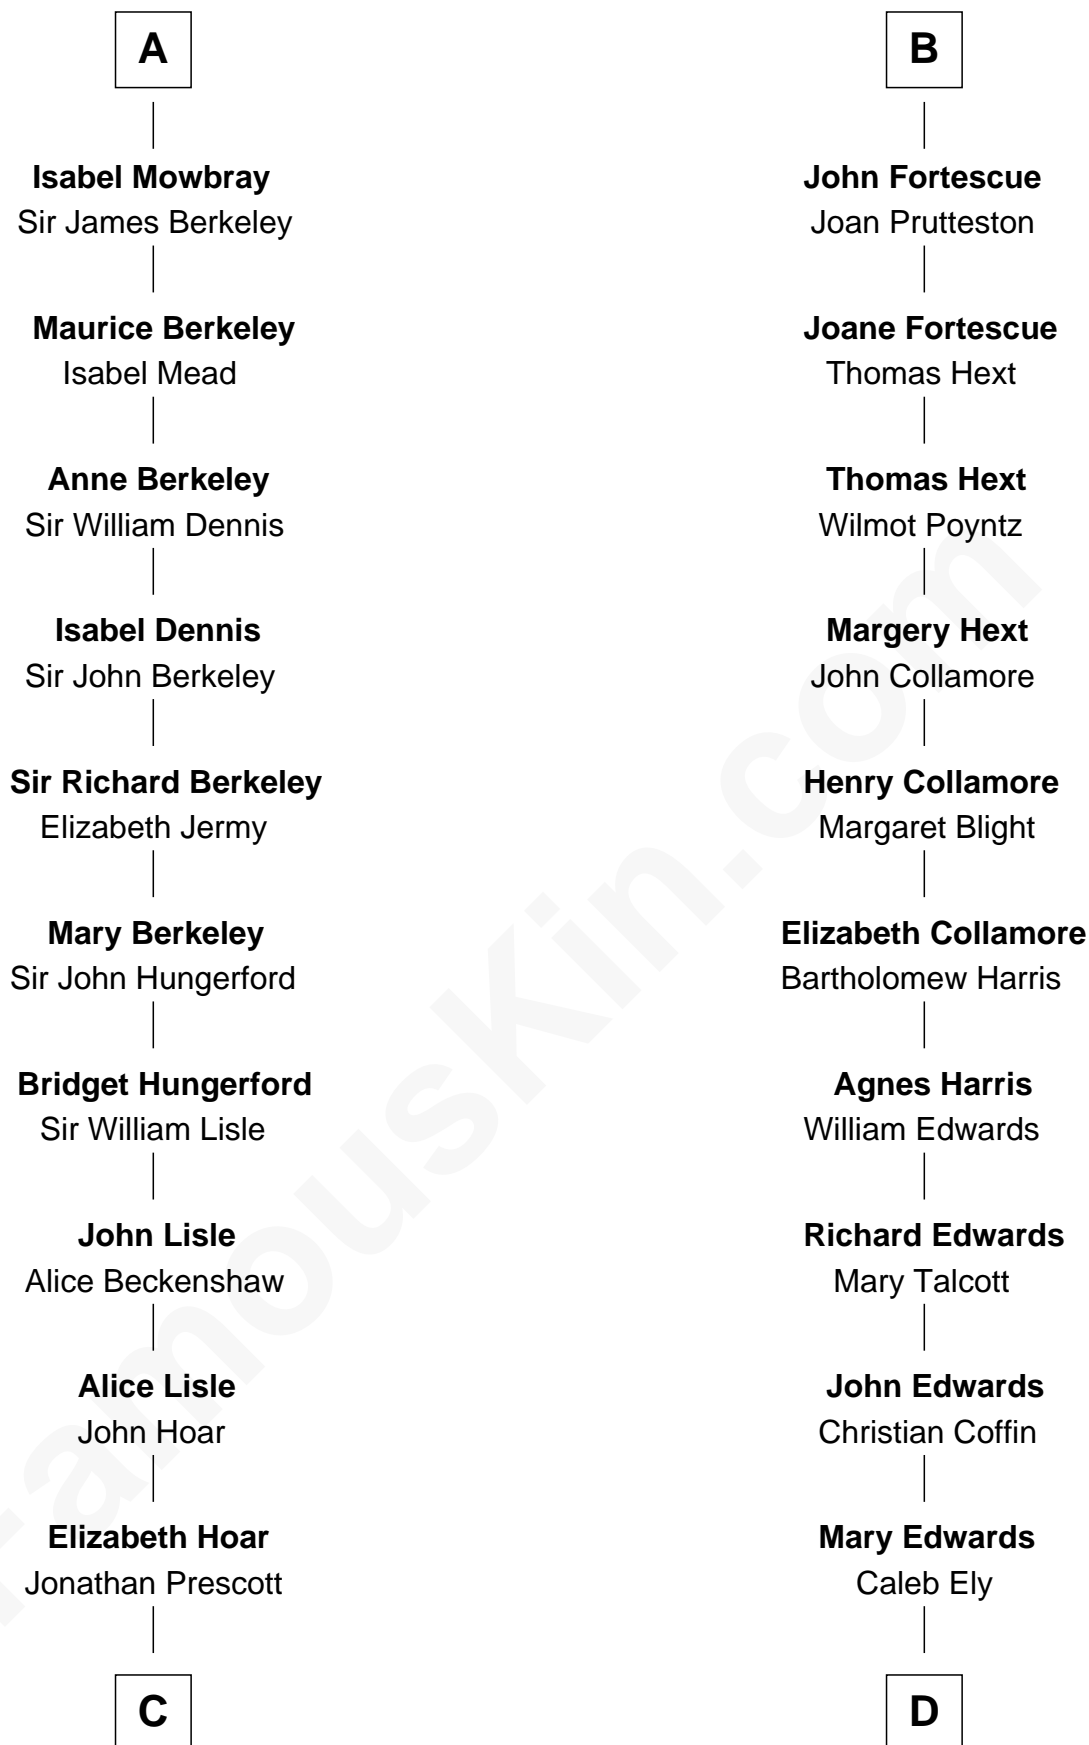 A
Isabel Mowbray
Sir James Berkeley
Maurice Berkeley
Isabel Mead
Anne Berkeley
Sir William Dennis
Isabel Dennis
Sir John Berkeley
Sir Richard Berkeley
Elizabeth Jermy
Mary Berkeley
Sir John Hungerford
Bridget Hungerford
Sir William Lisle
John Lisle
Alice Beckenshaw
Alice Lisle
John Hoar
Elizabeth Hoar
Jonathan Prescott
C
B
John Fortescue
Joan Prutteston
Joane Fortescue
Thomas Hext
Thomas Hext
Wilmot Poyntz
Margery Hext
John Collamore
Henry Collamore
Margaret Blight
Elizabeth Collamore
Bartholomew Harris
Agnes Harris
William Edwards
Richard Edwards
Mary Talcott
John Edwards
Christian Coffin
Mary Edwards
Caleb Ely
D
FamousKin.com